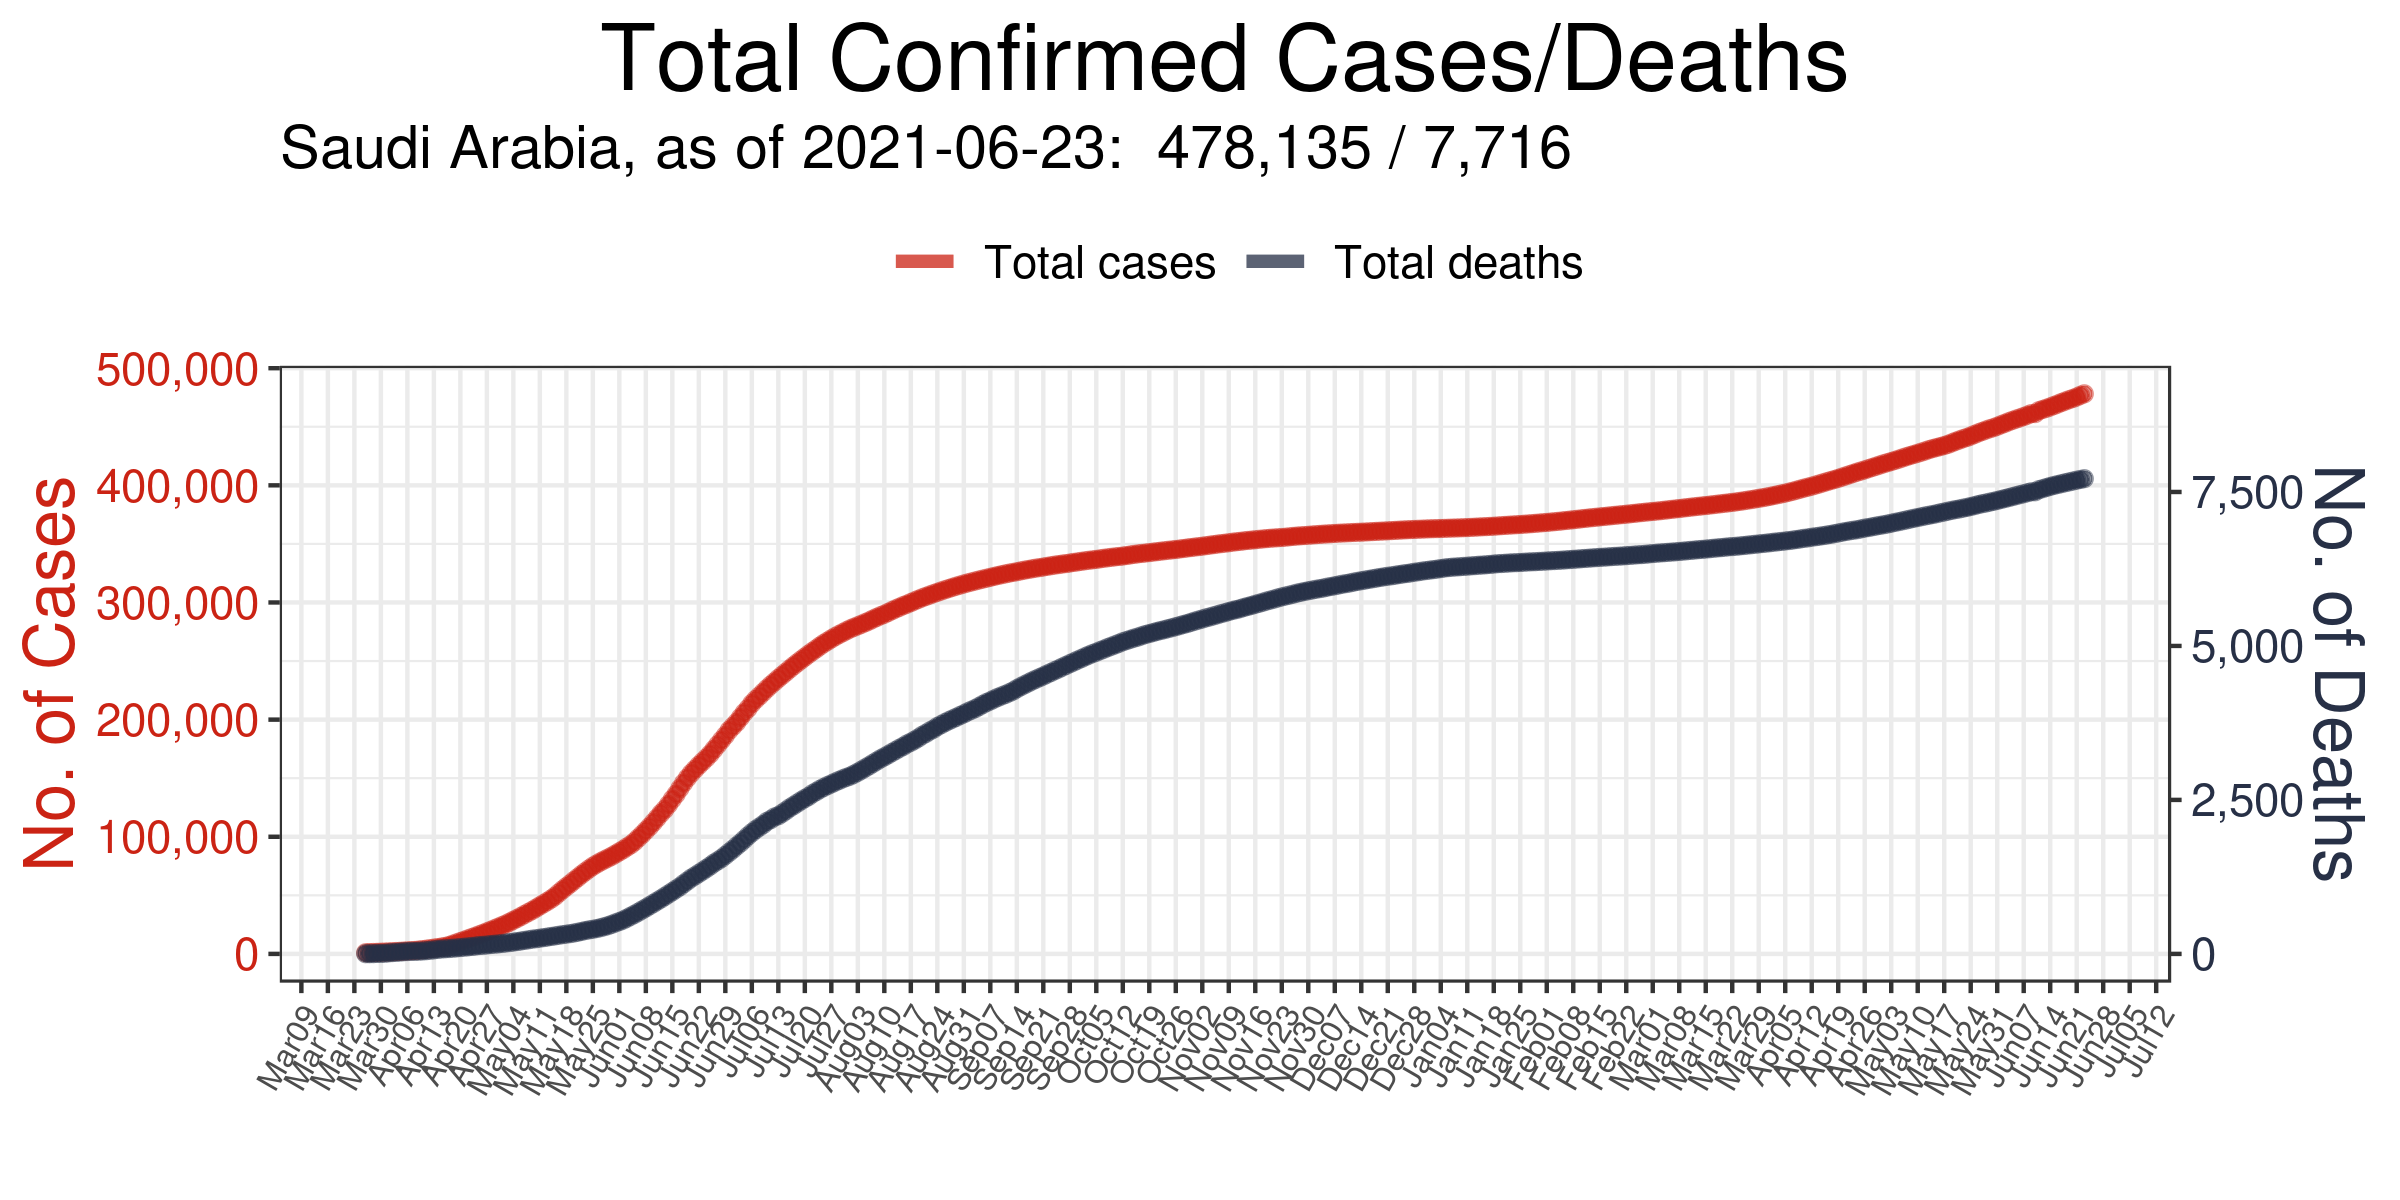 Total Confirmed Cases/Deaths
Saudi Arabia, as of 2021-06-23:  478,135 / 7,716
Total cases
Total deaths
No. of Cases
500,000
400,000
300,000
200,000
100,000
0
7,500
5,000
2,500
0
No. of Deaths
Mar09
Mar16
Mar23
Mar30
Apr06
Apr13
Apr20
Apr27
May04
May11
May18
May25
Jun01
Jun08
Jun15
Jun22
Jun29
Jul06
Jul13
Jul20
Jul27
Aug03
Aug10
Aug17
Aug24
Aug31
Sep07
Sep14
Sep21
Sep28
Oct05
Oct12
Oct19
Oct26
Nov02
Nov09
Nov16
Nov23
Nov30
Dec07
Dec14
Dec21
Dec28
Jan04
Jan11
Jan18
Jan25
Feb01
Feb08
Feb15
Feb22
Mar01
Mar08
Mar15
Mar22
Mar29
Apr05
Apr12
Apr19
Apr26
May03
May10
May17
May24
May31
Jun07
Jun14
Jun21
Jun28
Jul05
Jul12